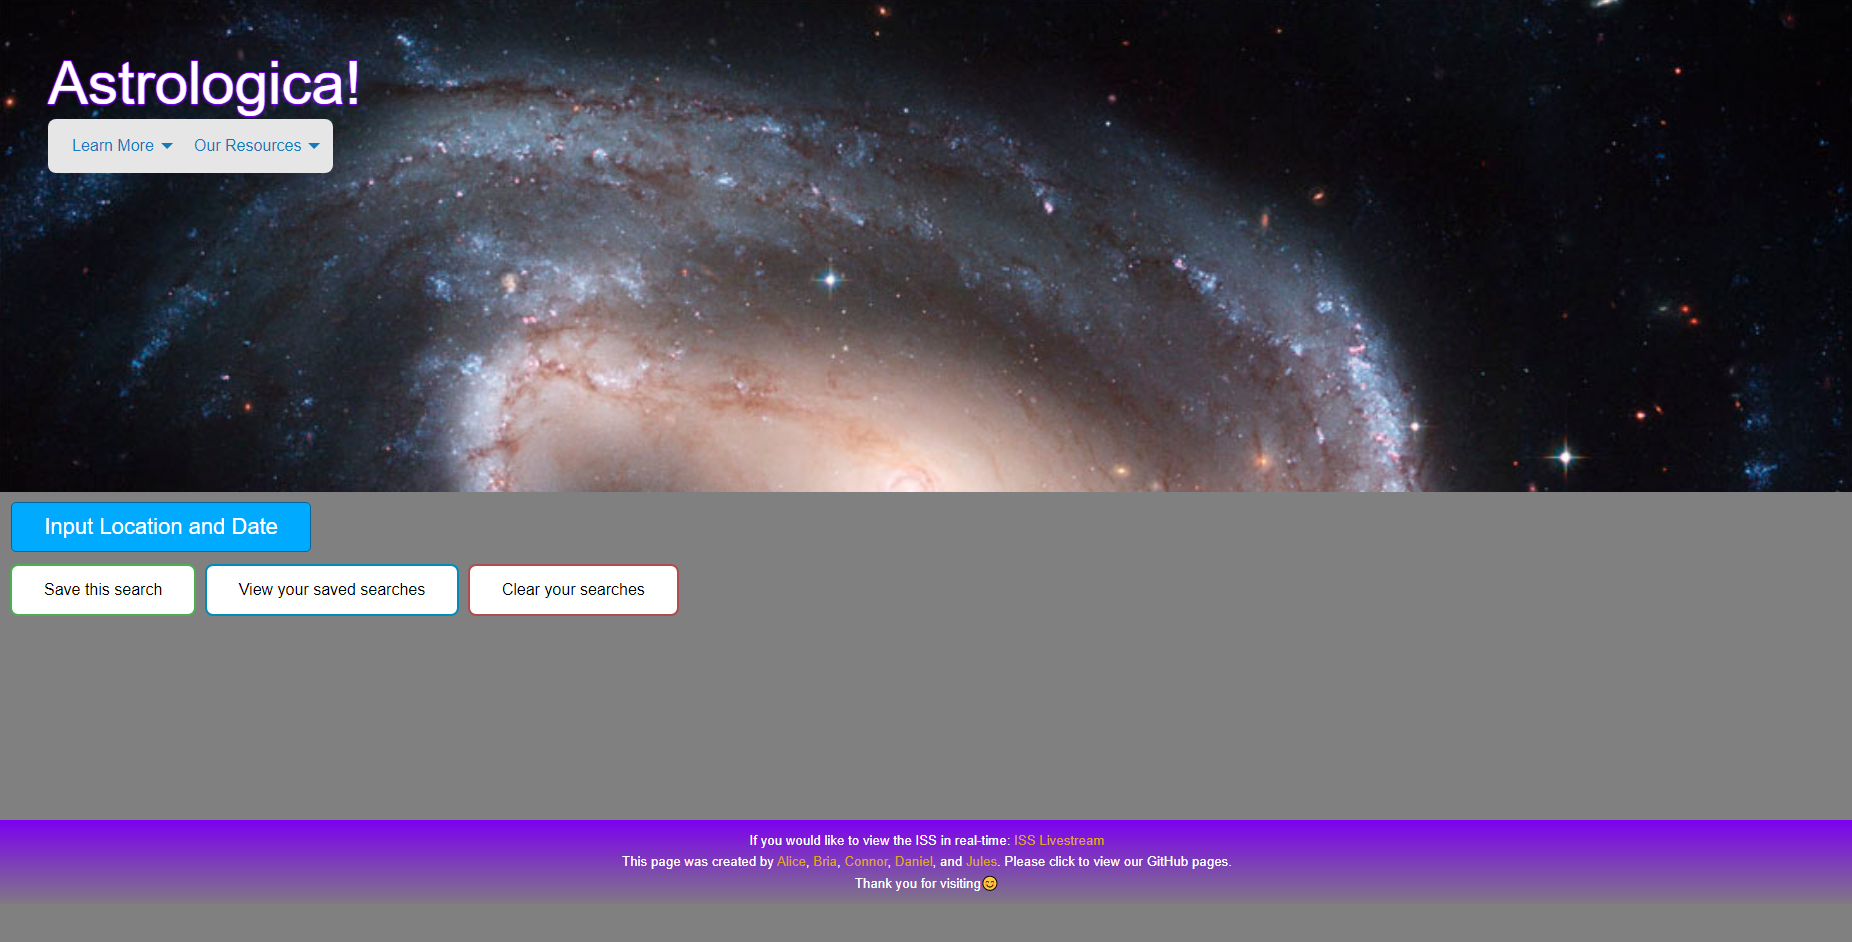 Astrologica!
Learn More Our Resources
Input Location and Date
Save this search View your saved searches Clear your searches
If you would like to view the ISS in real-time: ISS Livestream
This page was created by Alice, Bria, Connor, Daniel, and Jules. Please click to view our GitHub pages.
Thank you for visiting😊